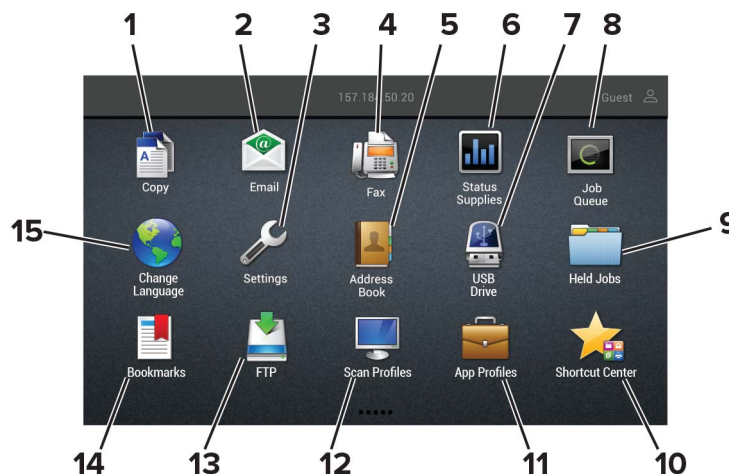 1 2 3 4 5 6 7 8
157.184.50.20 Guest
Copy Email Fax Status Supplies Job Queue
15 9
Change Language Settings Address Book USB Drive Held Jobs
Bookmarks FTP Scan Profiles App Profiles Shortcut Center
14 13 12 11 10